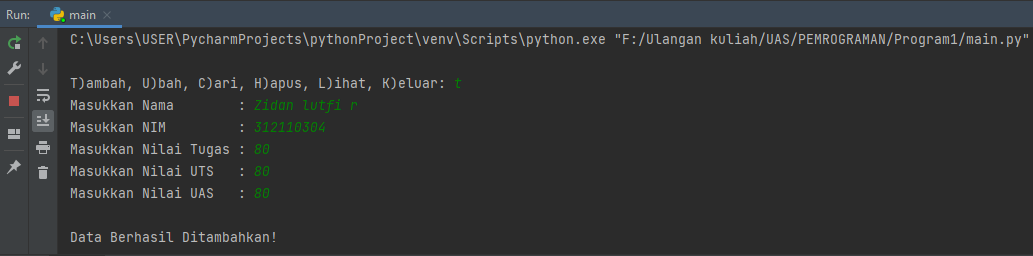 Run: main
C:\Users\USER\PycharmProjects\pythonProject\venv\Scripts\python.exe "F:/Ulangan kuliah/UAS/PEMROGRAMAN/Program1/main.py"
T)ambah, U)bah, C)ari, H)apus, L)ihat, K)eluar: t
Masukkan Nama : Zidan lutfi r
Masukkan NIM : 312110304
Masukkan Nilai Tugas : 80
Masukkan Nilai UTS : 80
Masukkan Nilai UAS : 80
Data Berhasil Ditambahkan!